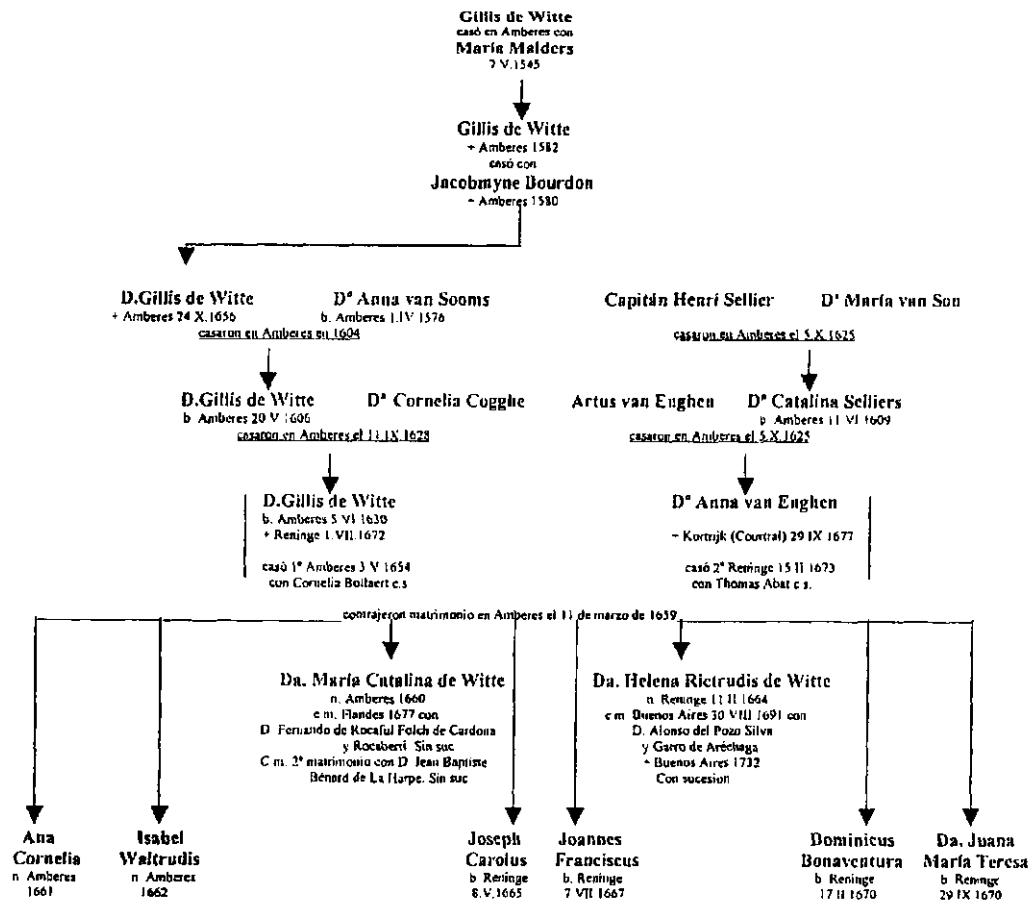 Gillis de Witte
casó en Amberes con
María Malders
7 V.1545
Gillis de Witte
+ Amberes 1582
casó con
Jacobmyne Bourdon
+ Amberes 1580
D.Gillis de Witte
+ Amberes 24 X.1656
Dª Anna van Sooms
b. Amberes 1.IV 1576
casaron en Amberes en 1604
Capitán Henri Sellier
Dª María van Son
casaron en Amberes el 5.X.1625
D.Gillis de Witte
b Amberes 20 V 1606
Dª Cornelia Cogghe
casaron en Amberes el 11 IX.1628
Artus van Enghen
Dª Catalina Selliers
b Amberes 11 VI 1609
casaron en Amberes el 5.X.1625
D.Gillis de Witte
b. Amberes 5 VI 1630
+ Reninge 1.VII.1672
casó 1ª Amberes 3 V 1654
con Cornelia Bollaert c.s
Dª Anna van Enghen
+ Kortrijk (Courtral) 29 IX 1677
casó 2ª Reninge 15 II 1673
con Thomas Abat c s.
contrajeron matrimonio en Amberes el 11 de marzo de 1659
Da. María Catalina de Witte
n. Amberes 1660
c m. Flandes 1677 con
D Fernando de Rocaful Folch de Cardona
y Rocaberti Sin suc
C m. 2ª matrimonio con D Jean Baptiste
Bénard de La Harpe. Sin suc
Da. Helena Rictrudis de Witte
n. Reninge 11 II 1664
c m. Buenos Aires 30 VIII 1691 con
D. Alonso del Pozo Silva
y Garro de Aréchaga
+ Buenos Aires 1732
Con sucesion
Ana
Cornelia
n Amberes
1661
Isabel
Waltrudis
n Amberes
1662
Joseph
Carolus
b Reninge
8.V.1665
Joannes
Franciscus
b. Reninge
7 VII 1667
Dominicus
Bonaventura
b Reninge
17 II 1670
Da. Juana
María Teresa
b Reninge
29 IX 1670